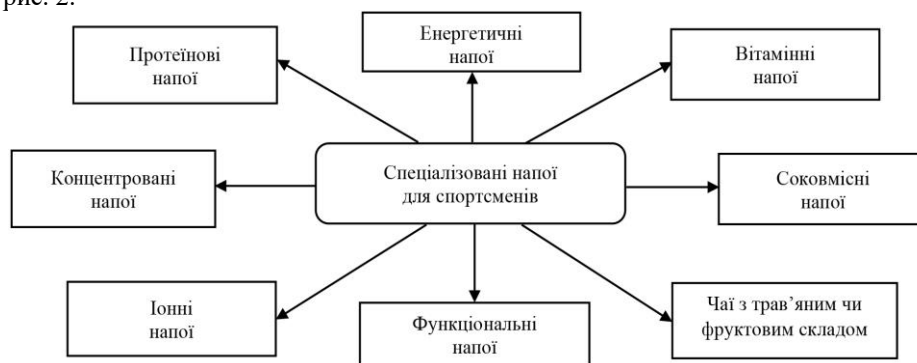 рис. 2.
Енергетичні
напої
Протеїнові
напої
Вітамінні
напої
Концентровані
напої
Спеціалізовані напої
для спортсменів
Соковмісні
напої
Іонні
напої
Функціональні
напої
Чаї з трав’яним чи
фруктовим складом